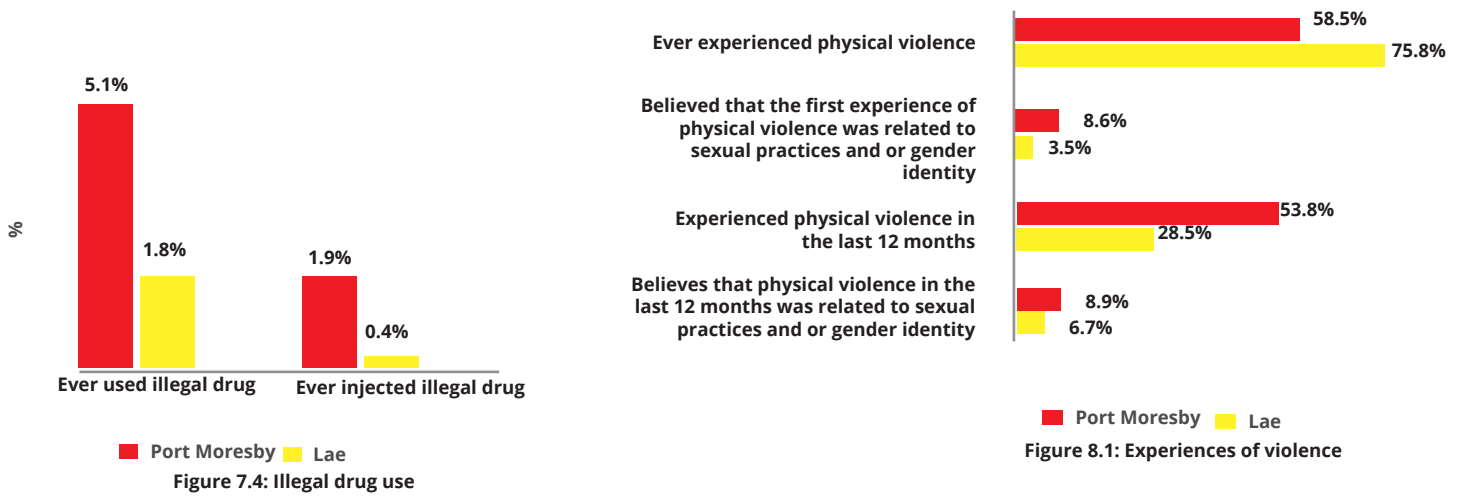 %
5.1%
1.8%
1.9%
0.4%
Ever used illegal drug
Ever injected illegal drug
Port Moresby
Lae
Figure 7.4: Illegal drug use
Ever experienced physical violence
58.5%
75.8%
Believed that the first experience of
physical violence was related to
sexual practices and or gender
identity
8.6%
3.5%
Experienced physical violence in
the last 12 months
53.8%
28.5%
Believes that physical violence in the
last 12 months was related to sexual
practices and or gender identity
8.9%
6.7%
Port Moresby
Lae
Figure 8.1: Experiences of violence